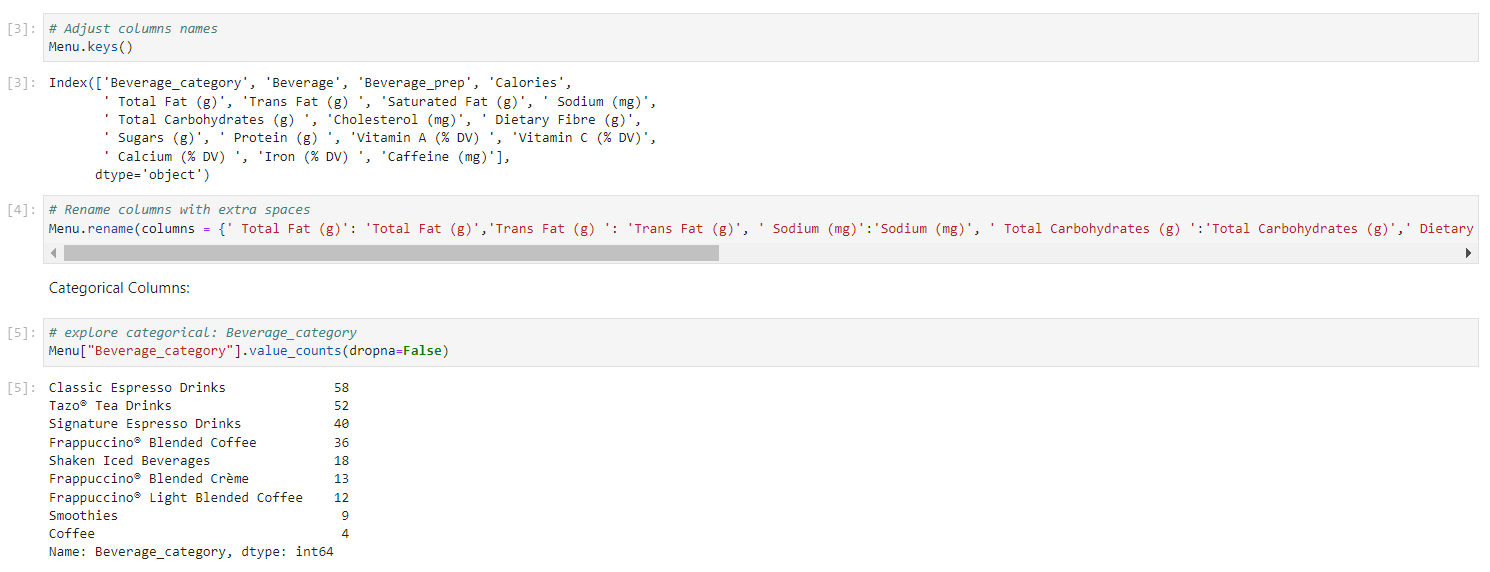 [3]: # Adjust columns names
Menu.keys()
[3]: Index(['Beverage_category', 'Beverage', 'Beverage_prep', 'Calories',
' Total Fat (g)', 'Trans Fat (g) ', 'Saturated Fat (g)', ' Sodium (mg)',
' Total Carbohydrates (g) ', 'Cholesterol (mg)', ' Dietary Fibre (g)',
' Sugars (g)', ' Protein (g) ', 'Vitamin A (% DV) ', 'Vitamin C (% DV)',
' Calcium (% DV) ', 'Iron (% DV) ', 'Caffeine (mg)'],
dtype='object')
[4]: # Rename columns with extra spaces
Menu.rename(columns = {' Total Fat (g)': 'Total Fat (g)','Trans Fat (g) ': 'Trans Fat (g)', ' Sodium (mg)':'Sodium (mg)', ' Total Carbohydrates (g) ':'Total Carbohydrates (g)',' Dietary
Categorical Columns:
[5]: # explore categorical: Beverage_category
Menu["Beverage_category"].value_counts(dropna=False)
[5]: Classic Espresso Drinks 58
Tazo® Tea Drinks 52
Signature Espresso Drinks 40
Frappuccino® Blended Coffee 36
Shaken Iced Beverages 18
Frappuccino® Blended Crème 13
Frappuccino® Light Blended Coffee 12
Smoothies 9
Coffee 4
Name: Beverage_category, dtype: int64